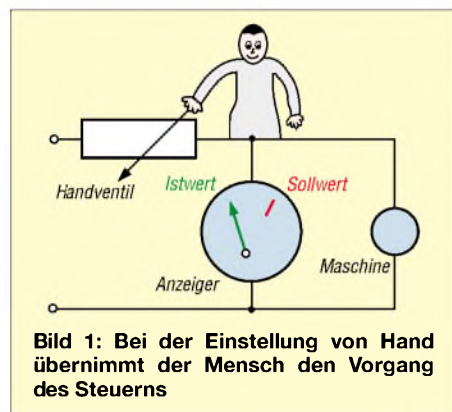 Handventil
Istwert
Sollwert
Anzeiger
Maschine
Bild 1: Bei der Einstellung von Hand
übernimmt der Mensch den Vorgang
des Steuerns